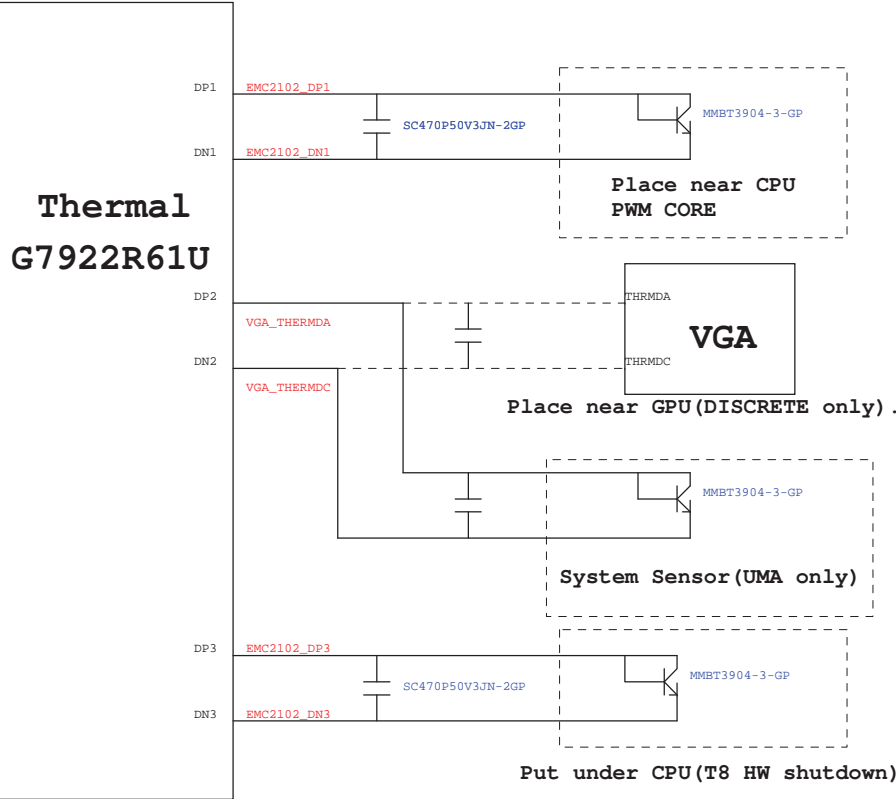 DP1
EMC2102_DP1
MMBT3904-3-GP
SC470P50V3JN-2GP
DN1
EMC2102_DN1
Place near CPU
PWM CORE
Thermal
G7922R61U
DP2
THRMDA
VGA_THERMDA
VGA
DN2
THRMDC
VGA_THERMDC
Place near GPU(DISCRETE only).
MMBT3904-3-GP
System Sensor(UMA only)
DP3
EMC2102_DP3
MMBT3904-3-GP
SC470P50V3JN-2GP
DN3
EMC2102_DN3
Put under CPU(T8 HW shutdown)